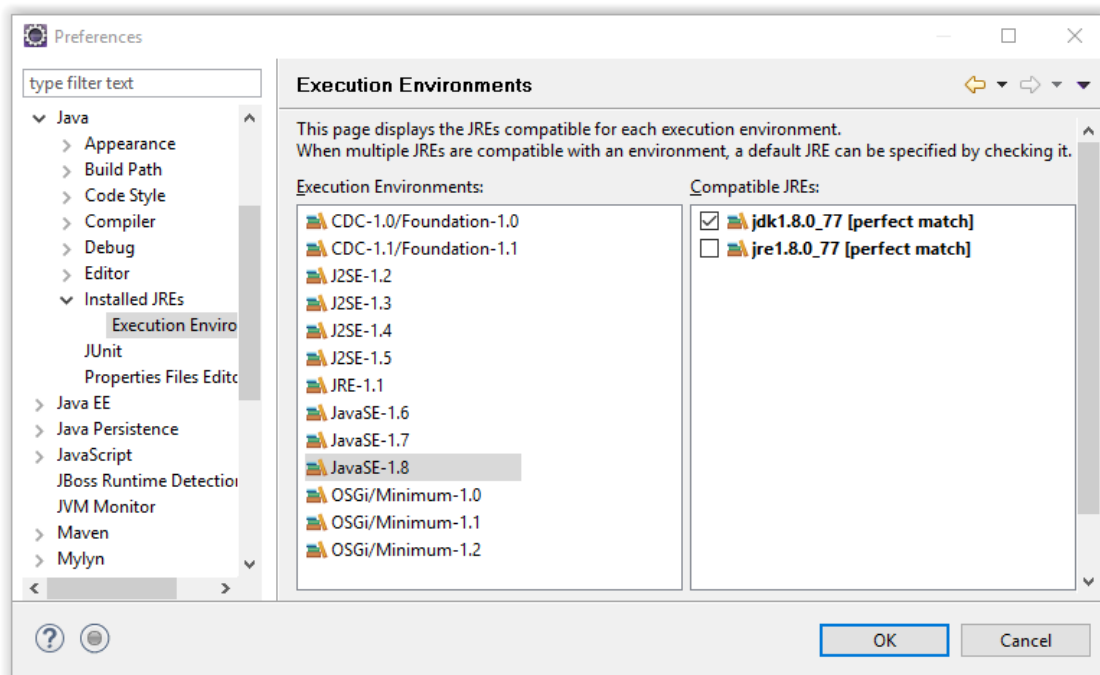 Preferences
type filter text
Java
Appearance
Build Path
Code Style
Compiler
Debug
Editor
Installed JREs
Execution Enviro
JUnit
Properties Files Edito
Java EE
Java Persistence
JavaScript
JBoss Runtime Detection
JVM Monitor
Maven
Mylyn
Execution Environments
This page displays the JREs compatible for each execution environment.
When multiple JREs are compatible with an environment, a default JRE can be specified by checking it.
Execution Environments:
CDC-1.0/Foundation-1.0
CDC-1.1/Foundation-1.1
J2SE-1.2
J2SE-1.3
J2SE-1.4
J2SE-1.5
JRE-1.1
JavaSE-1.6
JavaSE-1.7
JavaSE-1.8
OSGi/Minimum-1.0
OSGi/Minimum-1.1
OSGi/Minimum-1.2
Compatible JREs:
jdk1.8.0_77 [perfect match]
jre1.8.0_77 [perfect match]
?
OK
Cancel